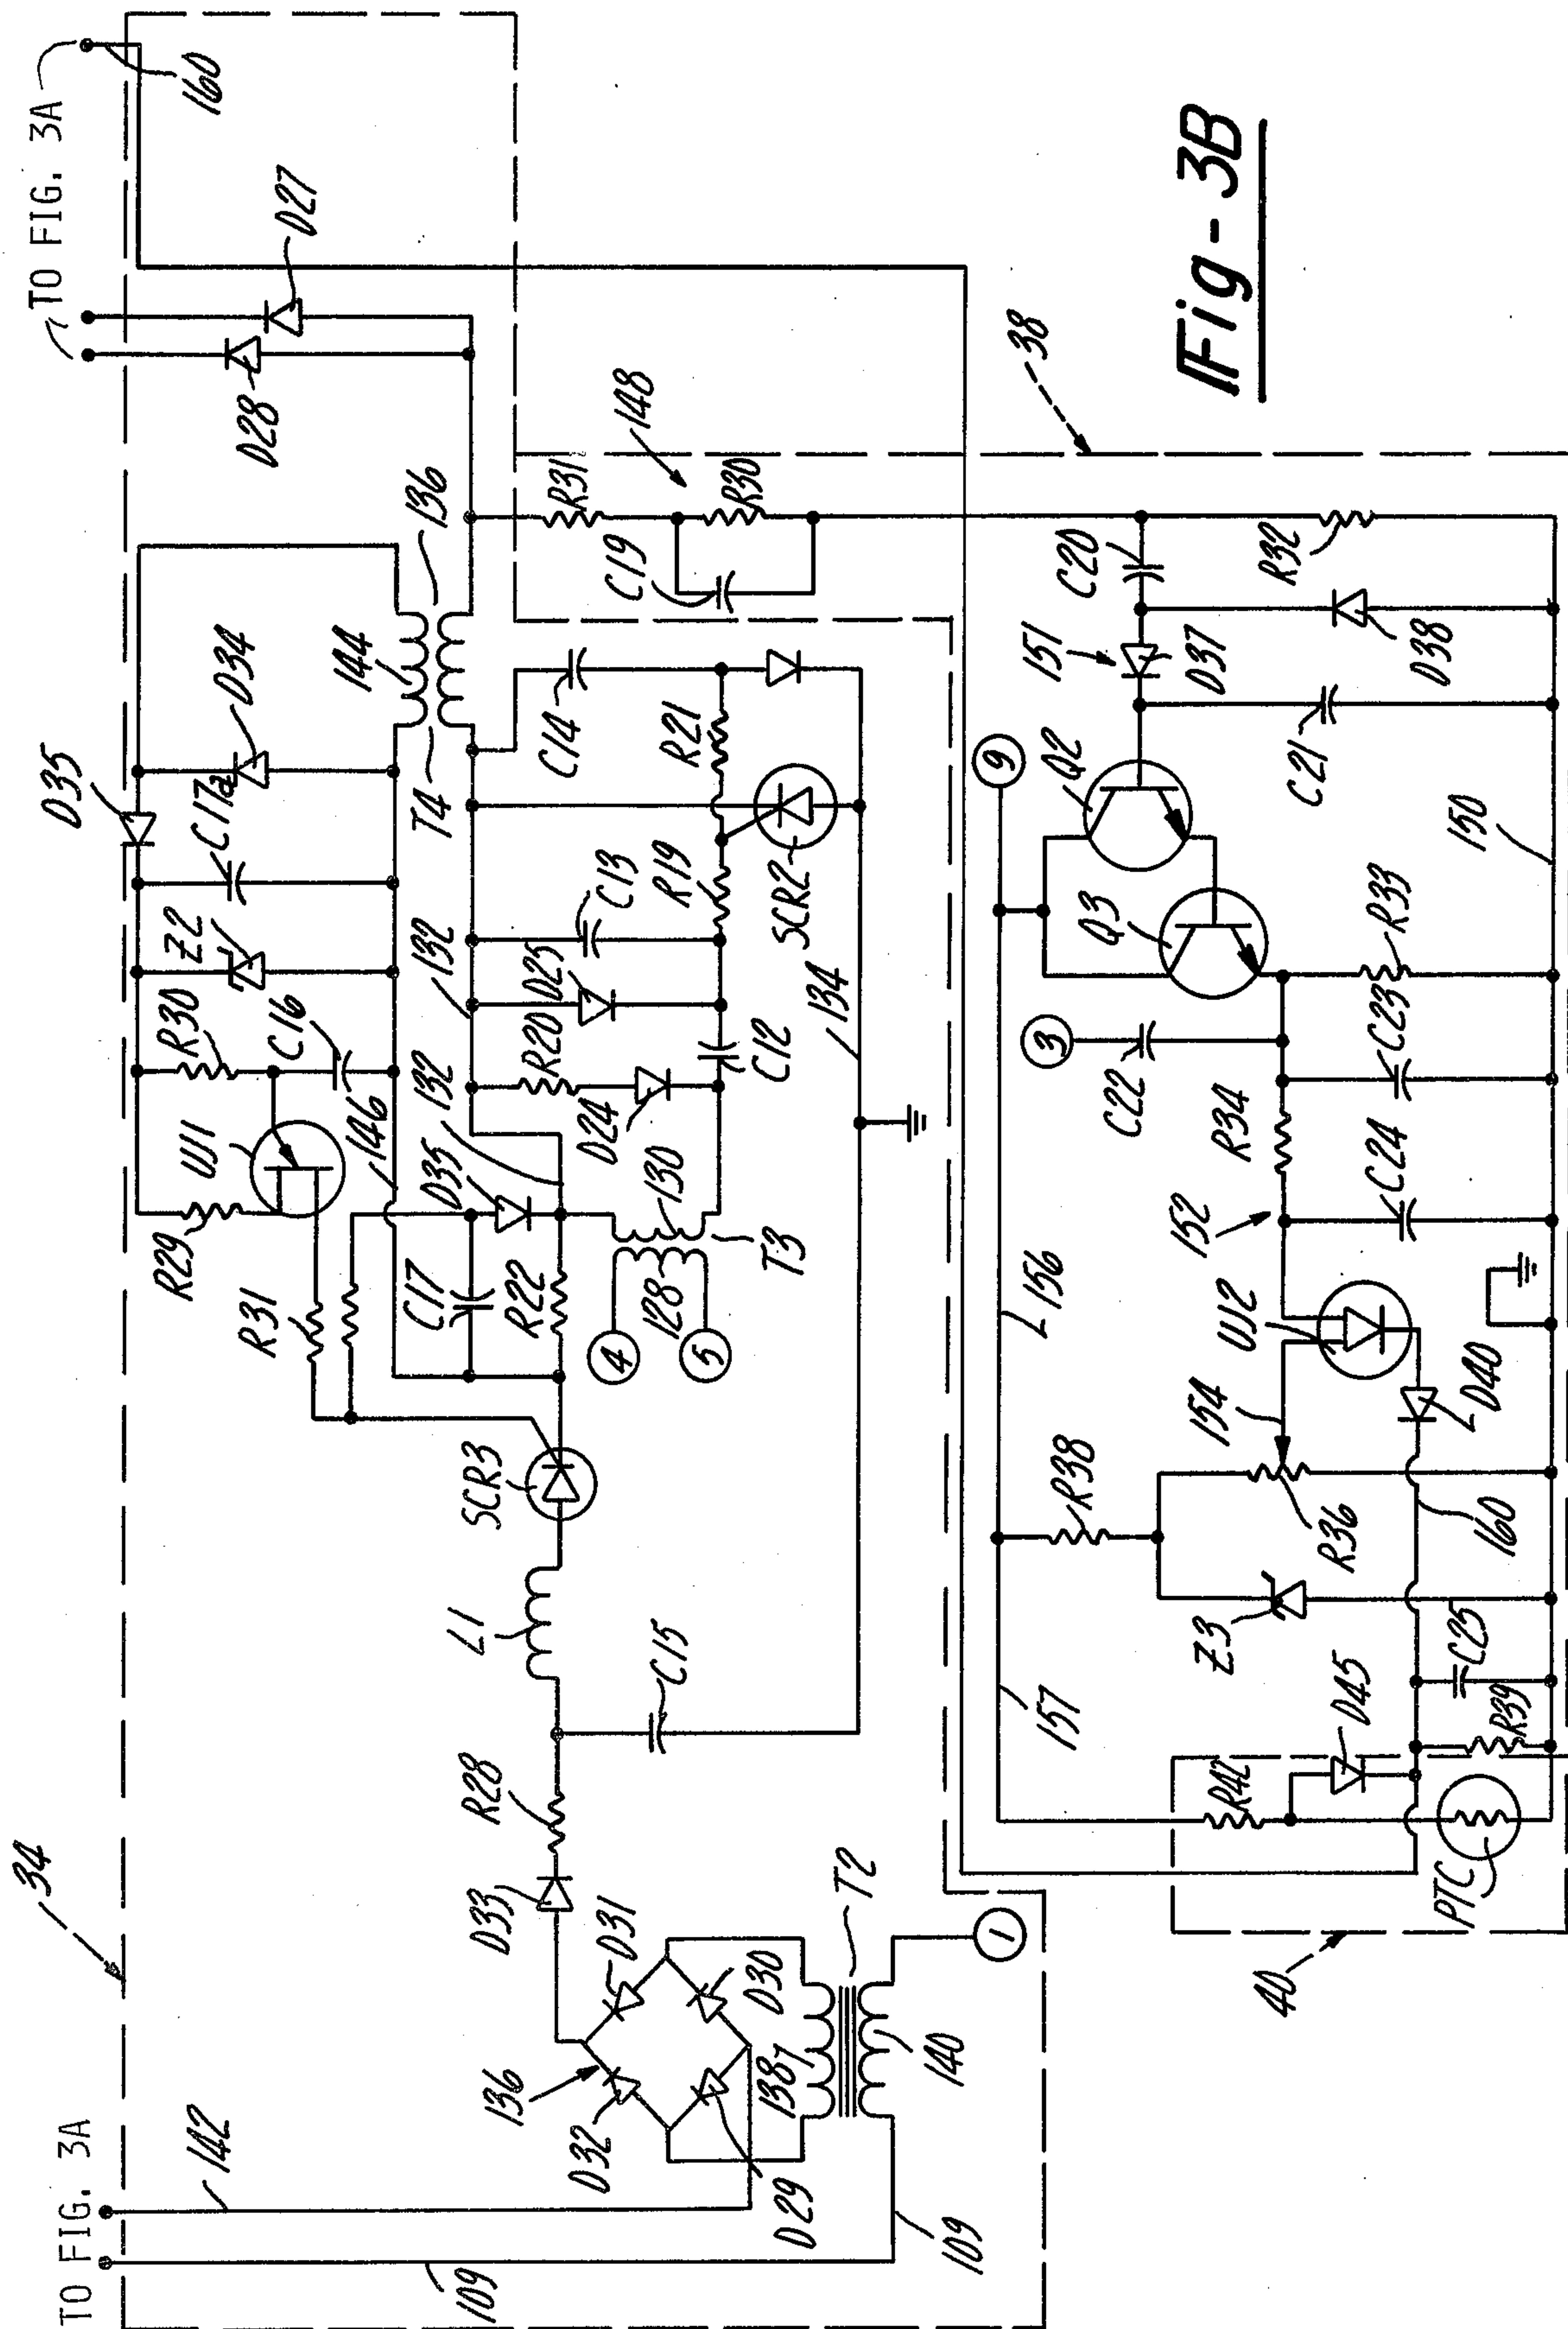 TO FIG. 3A
142
109
34
D33
R28
136
D32
D31
D30
D29
138
T2
140
109
1
C15
L1
SCR3
R31
R29
UJ1
R30
C16
146
Z2
C17a
D35
D34
144
136
T4
D28
D27
TO FIG. 3A
160
C17
D35
R22
132
132
4
5
128
130
T3
R20
D24
D25
C12
C13
C14
R19
R21
SCR2
134
R31
C19
R30
148
38
Fig-3B
157
156
R38
9
3
C22
Q3
Q2
151
C20
D37
D38
R32
C21
150
R33
C23
R34
C24
152
UJ2
154
D40
R36
160
Z3
C25
R39
D45
R42
PTC
40